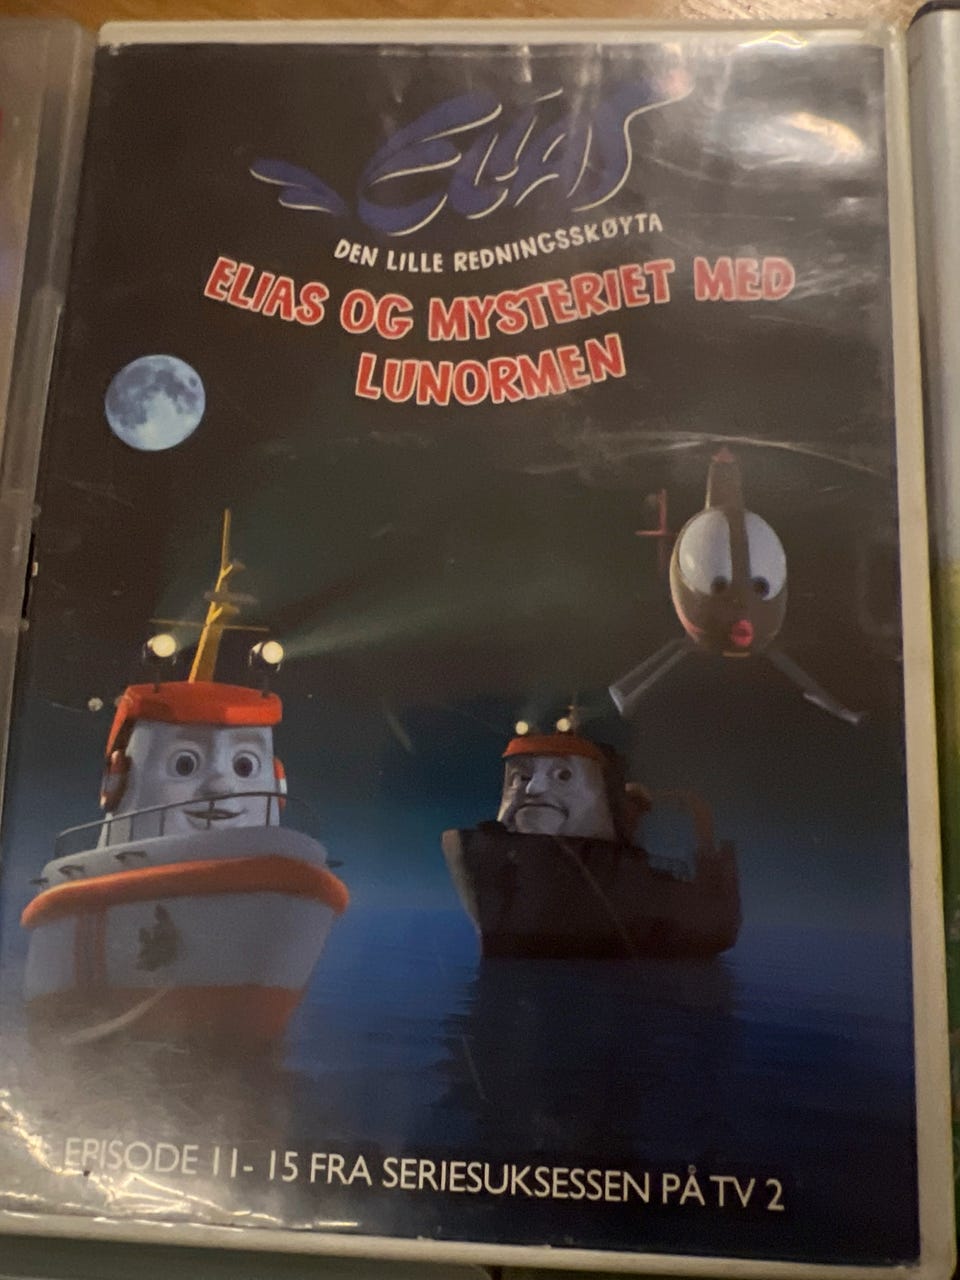 ELIAS
DEN LILLE REDNINGSSKØYTA
ELIAS OG MYSTERIET MED
LUNORMEN
EPISODE 11-15 FRA SERIESUKSESSEN PÅ TV 2